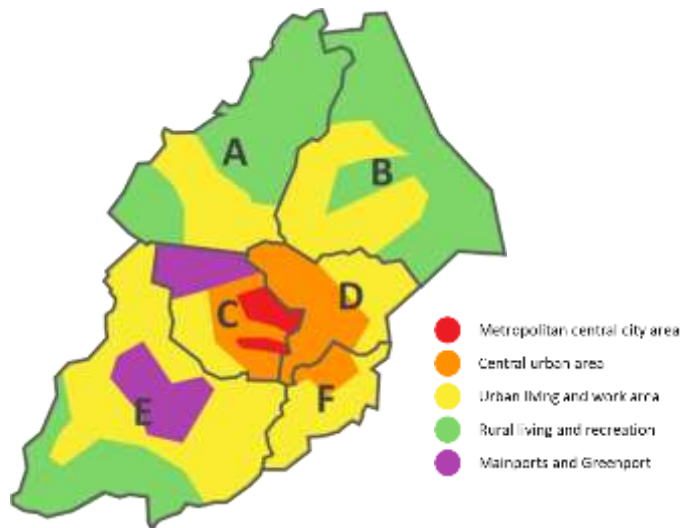 A
B
C
D
E
F
Metropolitan central city area
Central urban area
Urban living and work area
Rural living and recreation
Mainports and Greenport